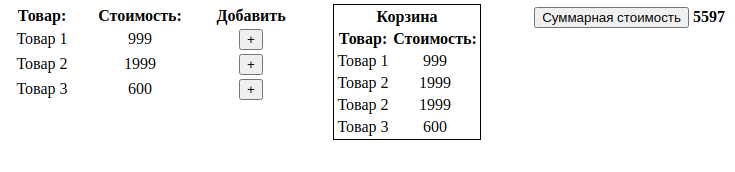 Товар: Стоимость: Добавить
Товар 1 999 +
Товар 2 1999 +
Товар 3 600 +
Корзина
Товар: Стоимость:
Товар 1 999
Товар 2 1999
Товар 2 1999
Товар 3 600
Суммарная стоимость 5597